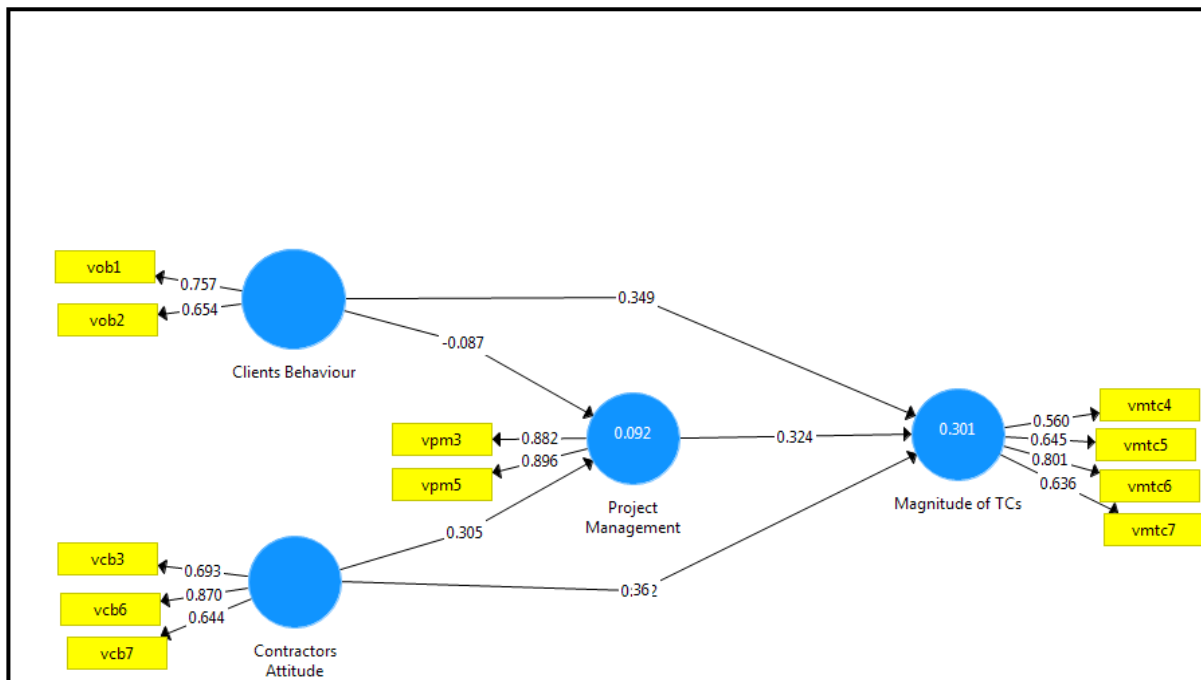 vob1
0.757
vob2
0.654
Clients Behaviour
0.349
-0.087
vpm3
0.882
vpm5
0.896
0.092
Project
Management
0.324
0.301
Magnitude of TCs
0.560
vmtc4
0.645
vmtc5
0.801
vmtc6
0.636
vmtc7
0.305
vcb3
0.693
vcb6
0.870
vcb7
0.644
Contractors
Attitude
0.362